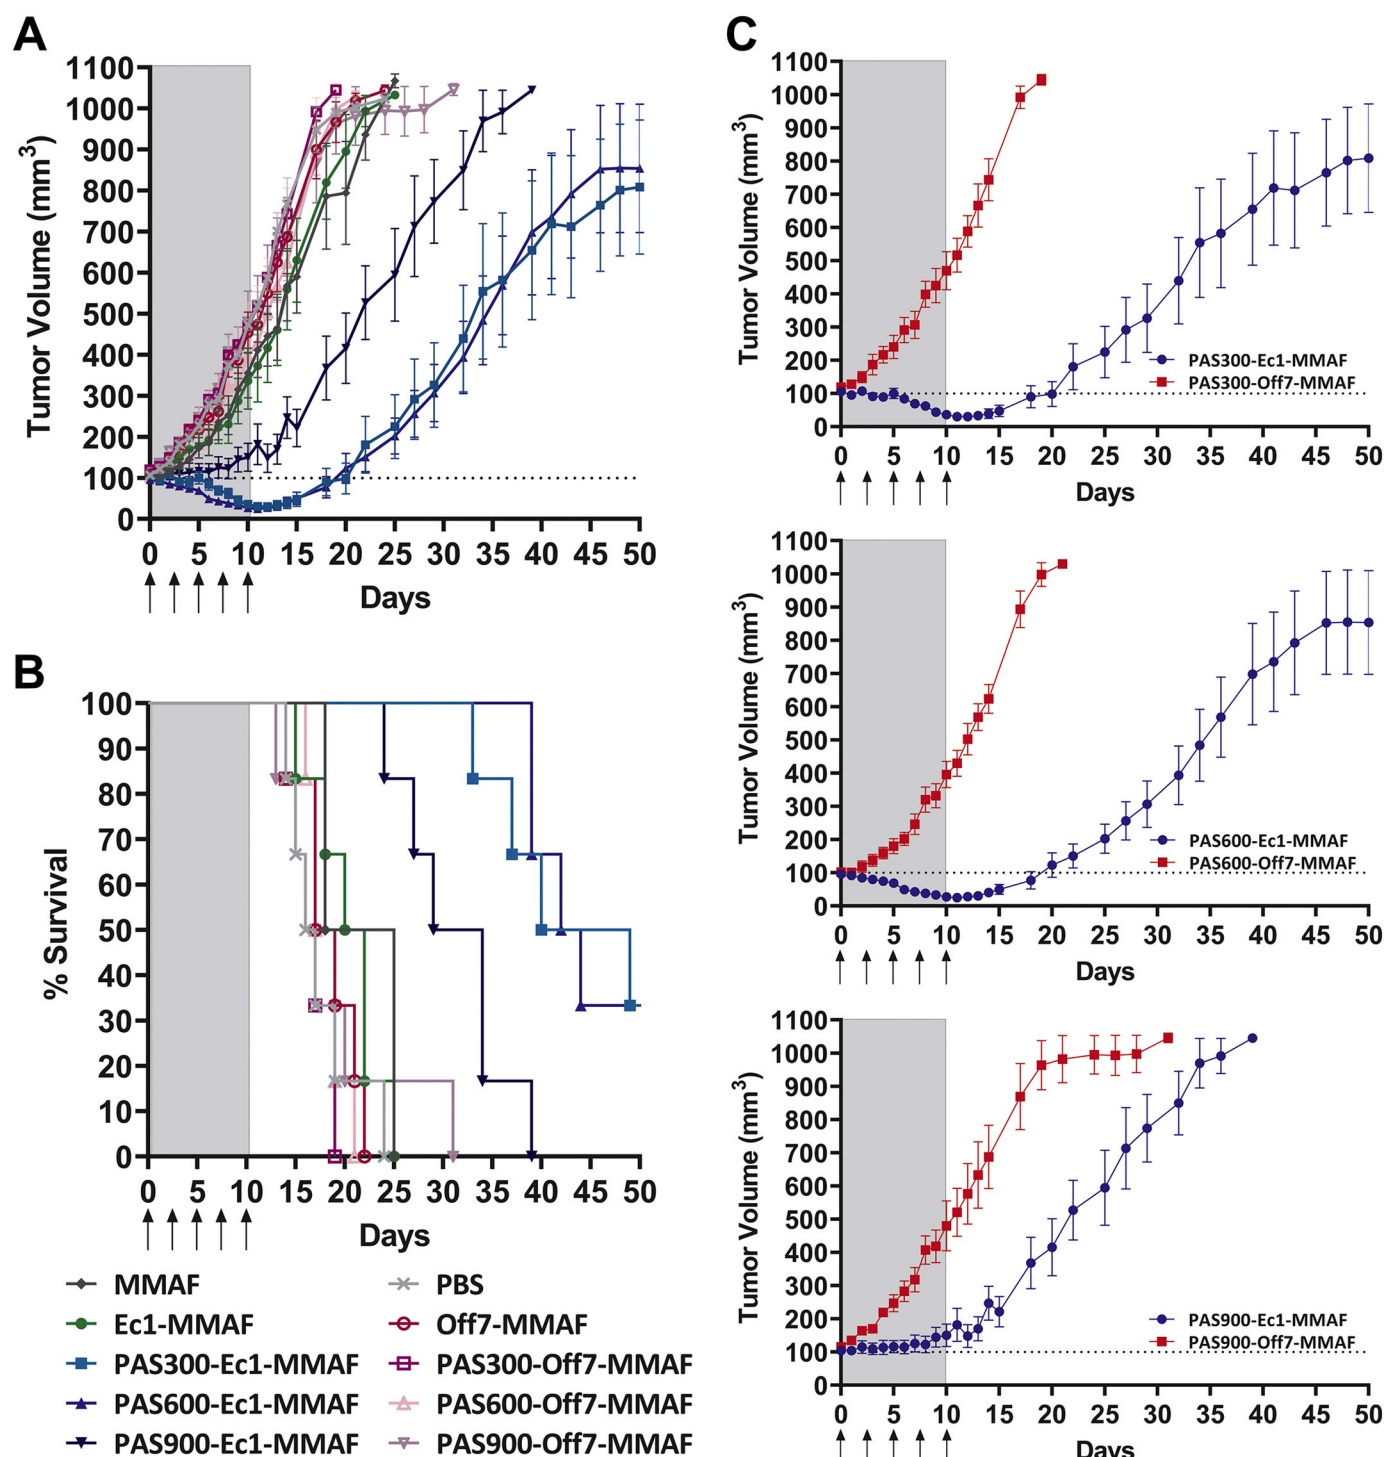 A
1100
1000
900
800
700
600
500
400
300
200
100
0
Tumor Volume (mm3)
0 5 10 15 20 25 30 35 40 45 50
Days
B
100
90
80
70
60
50
40
30
20
10
0
% Survival
0 5 10 15 20 25 30 35 40 45 50
Days
MMAF
Ec1-MMAF
PAS300-Ec1-MMAF
PAS600-Ec1-MMAF
PAS900-Ec1-MMAF
PBS
Off7-MMAF
PAS300-Off7-MMAF
PAS600-Off7-MMAF
PAS900-Off7-MMAF
C
1100
1000
900
800
700
600
500
400
300
200
100
0
Tumor Volume (mm3)
PAS300-Ec1-MMAF
PAS300-Off7-MMAF
0 5 10 15 20 25 30 35 40 45 50
Days
1100
1000
900
800
700
600
500
400
300
200
100
0
Tumor Volume (mm3)
PAS600-Ec1-MMAF
PAS600-Off7-MMAF
0 5 10 15 20 25 30 35 40 45 50
Days
1100
1000
900
800
700
600
500
400
300
200
100
0
Tumor Volume (mm3)
PAS900-Ec1-MMAF
PAS900-Off7-MMAF
0 5 10 15 20 25 30 35 40 45 50
Days